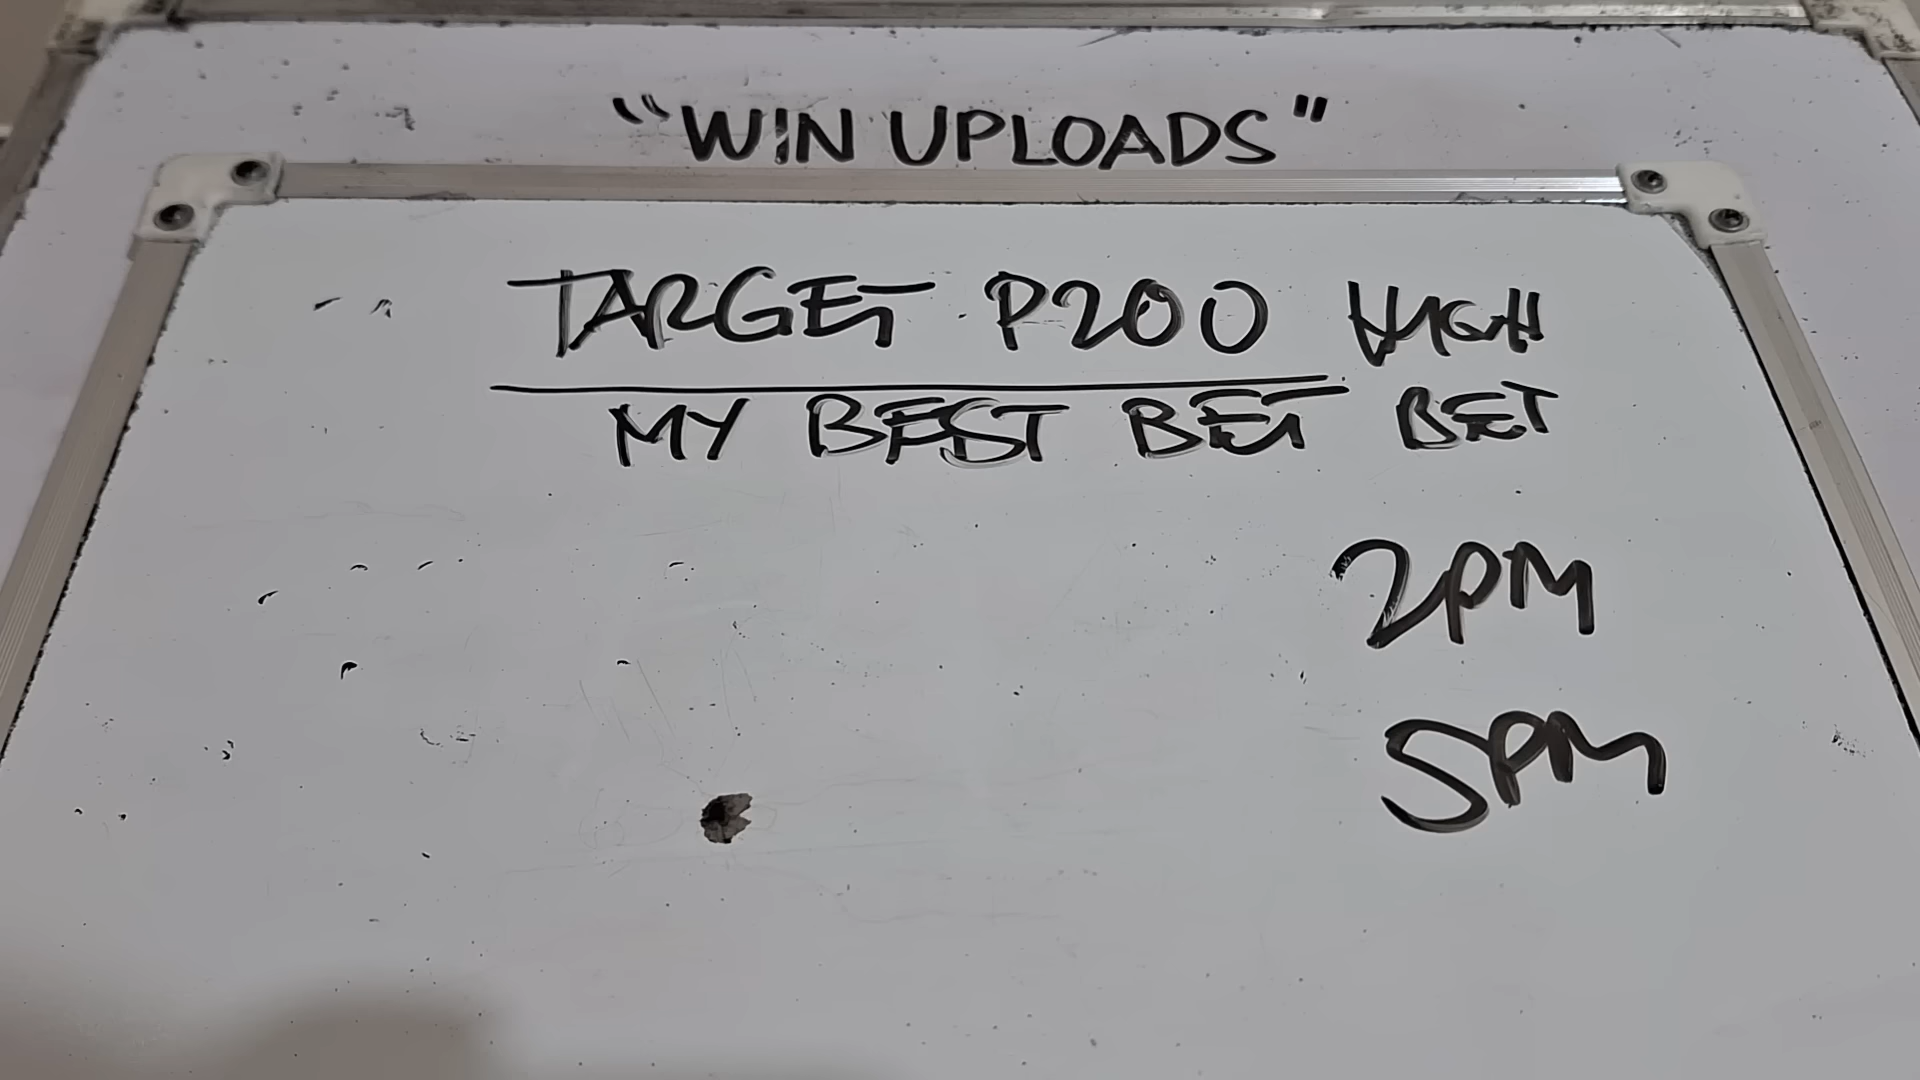 "WIN UPLOADS"
TARGET P200 HIGH
MY BEST BET BET
2PM
5PM